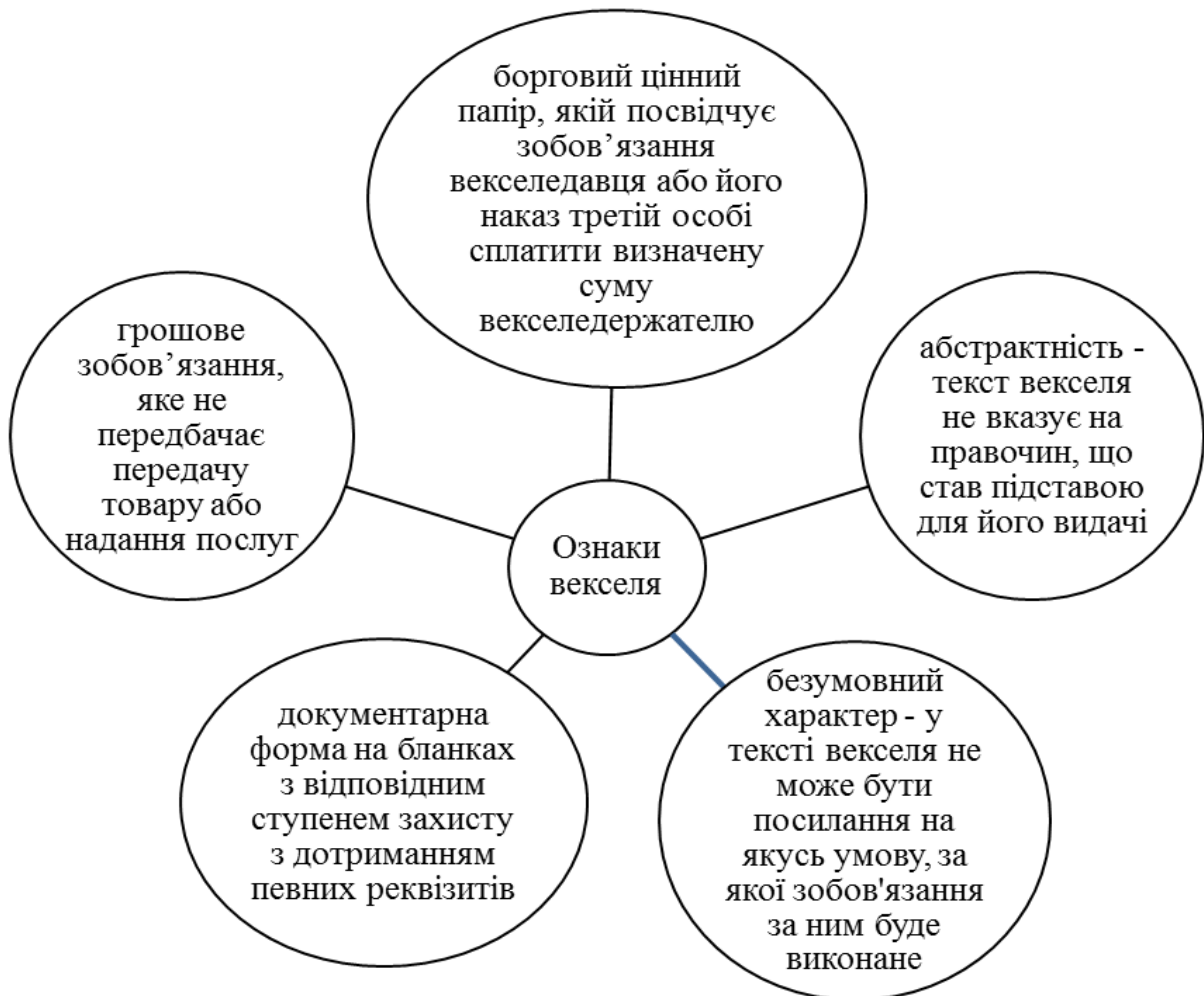 борговий цінний
папір, якій посвідчує
зобов’язання
векселедавця або його
наказ третій особі
сплатити визначену
суму
векселедержателю
грошове
зобов’язання,
яке не
передбачає
передачу
товару або
надання послуг
абстрактність -
текст векселя
не вказує на
правочин, що
став підставою
для його видачі
Ознаки
векселя
документарна
форма на бланках
з відповідним
ступенем захисту
з дотриманням
певних реквізитів
безумовний
характер - у
тексті векселя не
може бути
посилання на
якусь умову, за
якої зобов'язання
за ним буде
виконане